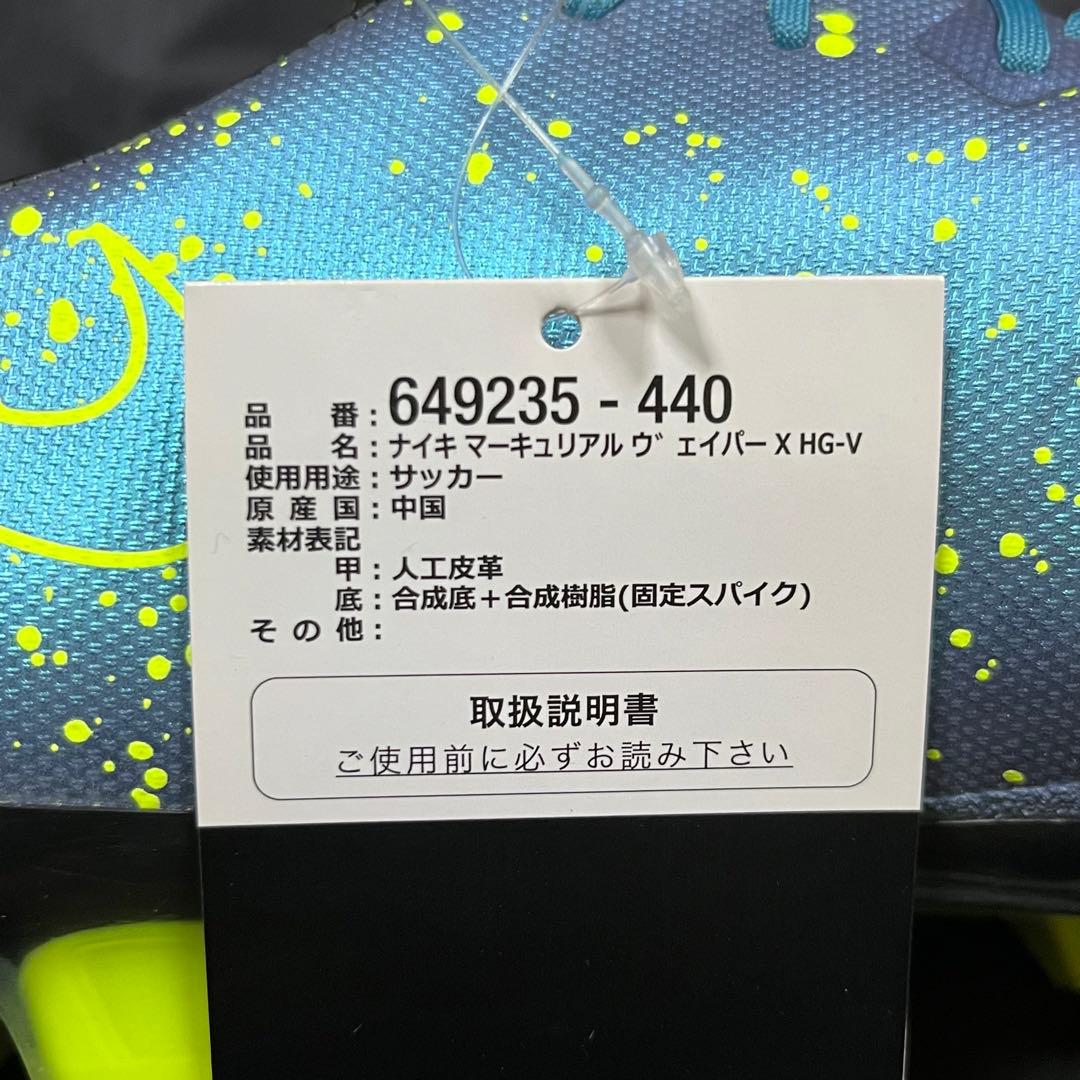 品番：649235 - 440
品名：ナイキ マーキュリアル ヴェイパー X HG-V
使用用途：サッカー
原産国：中国
素材表記
甲：人工皮革
底：合成底＋合成樹脂(固定スパイク)
その他：
取扱説明書
ご使用前に必ずお読み下さい